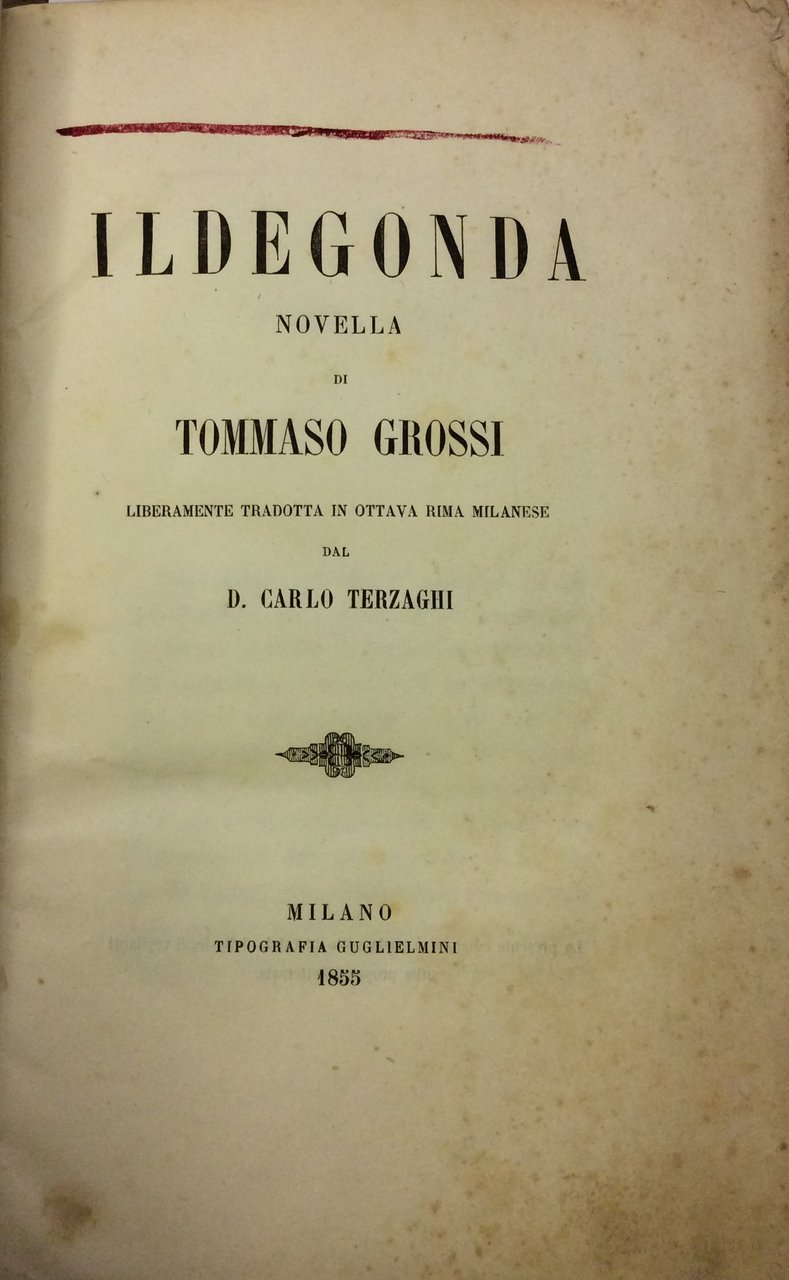 ILDEGONDA
NOVELLA
DI
TOMMASO GROSSI
LIBERAMENTE TRADOTTA IN OTTAVA RIMA MILANESE
DAL
D. CARLO TERZAGHI
MILANO
TIPOGRAFIA GUGLIELMINI
1855